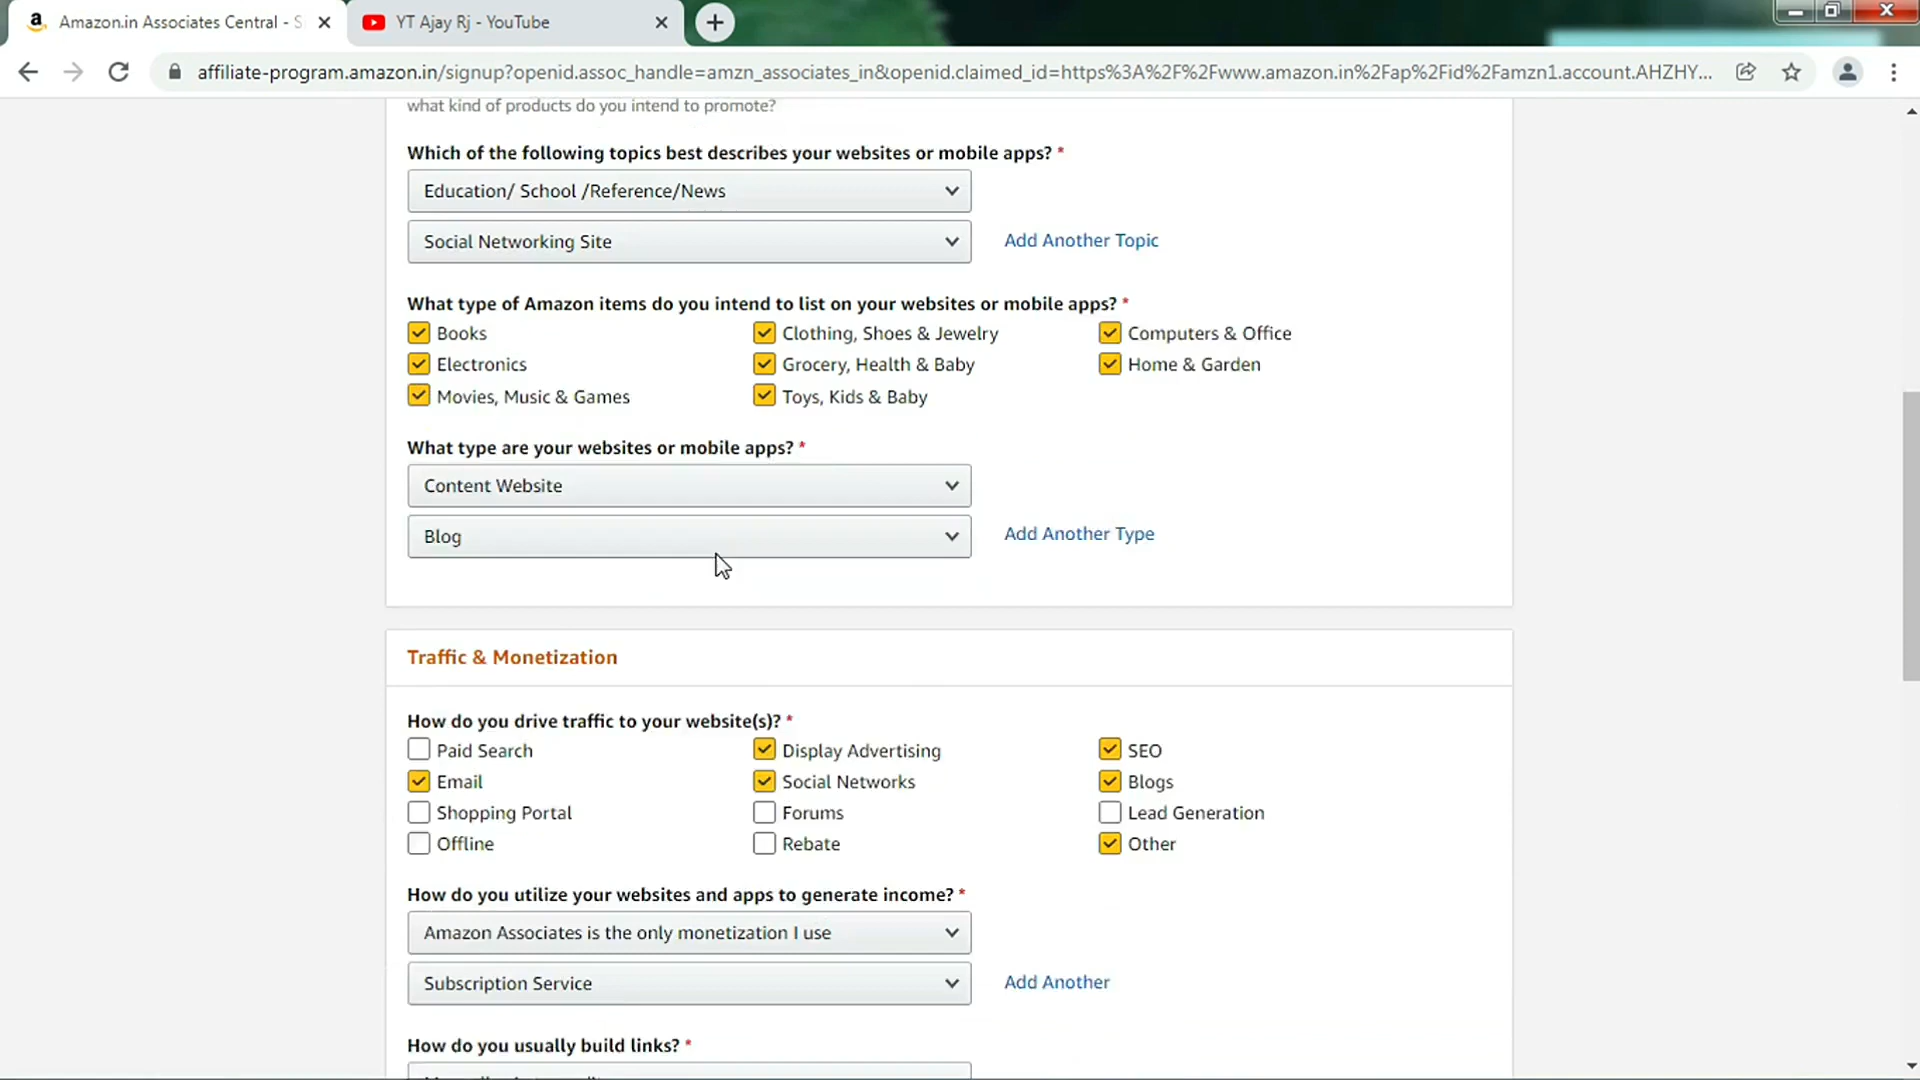 Amazon.in Associates Central - S
YT Ajay Rj - YouTube
affiliate-program.amazon.in/signup?openid.assoc_handle=amzn_associates_in&openid.claimed_id=https%3A%2F%2Fwww.amazon.in%2Fap%2Fid%2Famzn1.account.AHZHY...
what kind of products do you intend to promote?
Which of the following topics best describes your websites or mobile apps? *
Education/ School /Reference/News
Social Networking Site
Add Another Topic
What type of Amazon items do you intend to list on your websites or mobile apps? *
Books
Clothing, Shoes & Jewelry
Computers & Office
Electronics
Grocery, Health & Baby
Home & Garden
Movies, Music & Games
Toys, Kids & Baby
What type are your websites or mobile apps? *
Content Website
Blog
Add Another Type
Traffic & Monetization
How do you drive traffic to your website(s)? *
Paid Search
Display Advertising
SEO
Email
Social Networks
Blogs
Shopping Portal
Forums
Lead Generation
Offline
Rebate
Other
How do you utilize your websites and apps to generate income? *
Amazon Associates is the only monetization I use
Subscription Service
Add Another
How do you usually build links? *